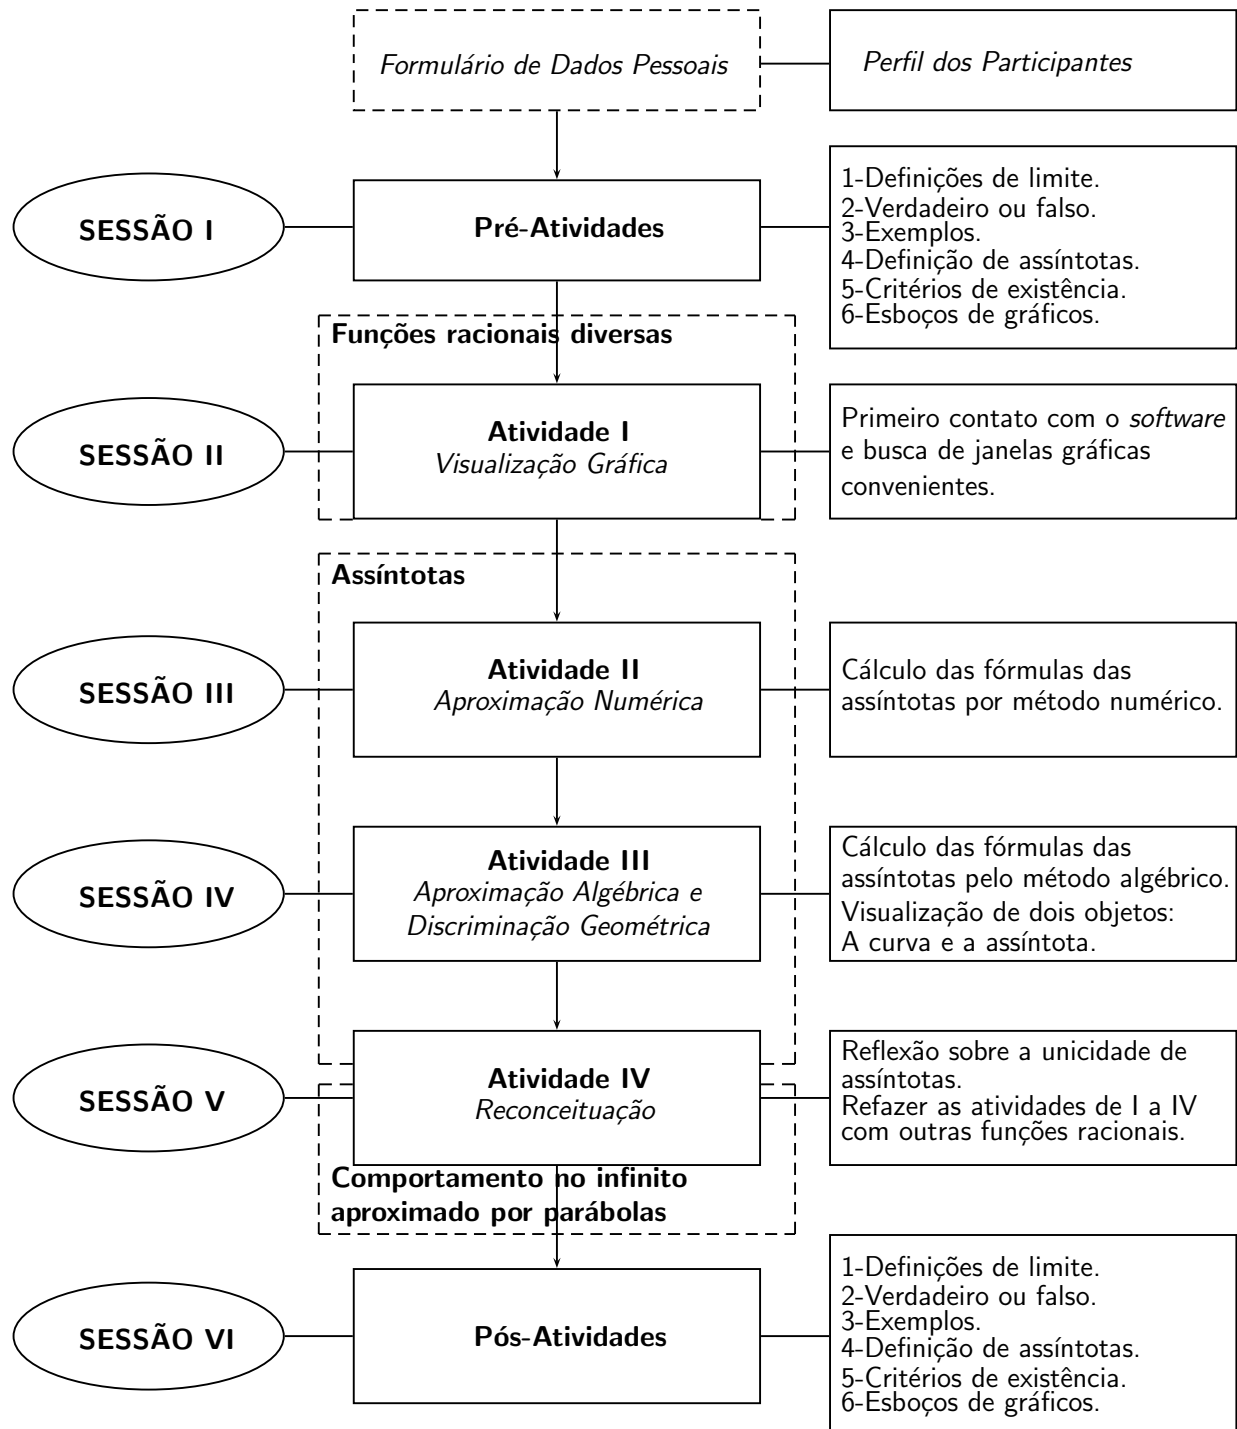 Formulário de Dados Pessoais
Perfil dos Participantes
SESSÃO I
Pré-Atividades
1-Definições de limite.
2-Verdadeiro ou falso.
3-Exemplos.
4-Definição de assíntotas.
5-Critérios de existência.
6-Esboços de gráficos.
Funções racionais diversas
SESSÃO II
Atividade I
Visualização Gráfica
Primeiro contato com o software
e busca de janelas gráficas
convenientes.
Assíntotas
SESSÃO III
Atividade II
Aproximação Numérica
Cálculo das fórmulas das
assíntotas por método numérico.
SESSÃO IV
Atividade III
Aproximação Algébrica e
Discriminação Geométrica
Cálculo das fórmulas das
assíntotas pelo método algébrico.
Visualização de dois objetos:
A curva e a assíntota.
SESSÃO V
Atividade IV
Reconceituação
Reflexão sobre a unicidade de
assíntotas.
Refazer as atividades de I a IV
com outras funções racionais.
Comportamento no infinito
aproximado por parábolas
SESSÃO VI
Pós-Atividades
1-Definições de limite.
2-Verdadeiro ou falso.
3-Exemplos.
4-Definição de assíntotas.
5-Critérios de existência.
6-Esboços de gráficos.